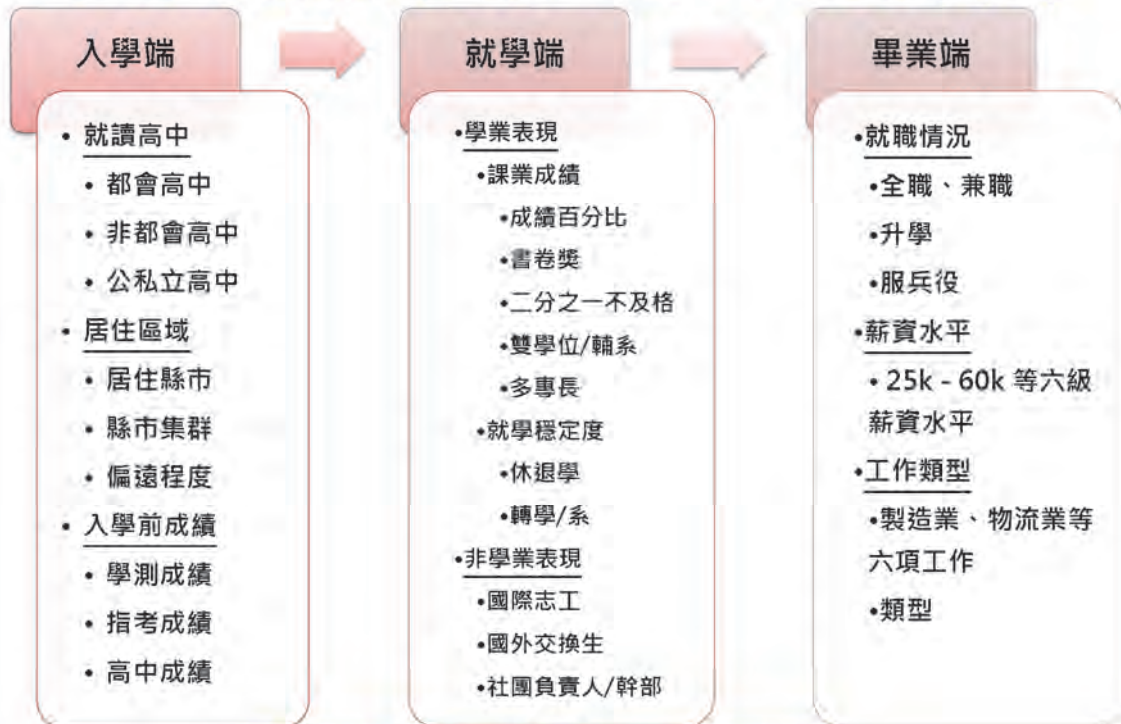 入學端
• 就讀高中
• 都會高中
• 非都會高中
• 公私立高中
• 居住區域
• 居住縣市
• 縣市集群
• 偏遠程度
• 入學前成績
• 學測成績
• 指考成績
• 高中成績
就學端
•學業表現
•課業成績
•成績百分比
•書卷獎
•二分之一不及格
•雙學位/輔系
•多專長
•就學穩定度
•休退學
•轉學/系
•非學業表現
•國際志工
•國外交換生
•社團負責人/幹部
畢業端
•就職情況
•全職、兼職
•升學
•服兵役
•薪資水平
• 25k - 60k 等六級
薪資水平
•工作類型
•製造業、物流業等
六項工作
•類型